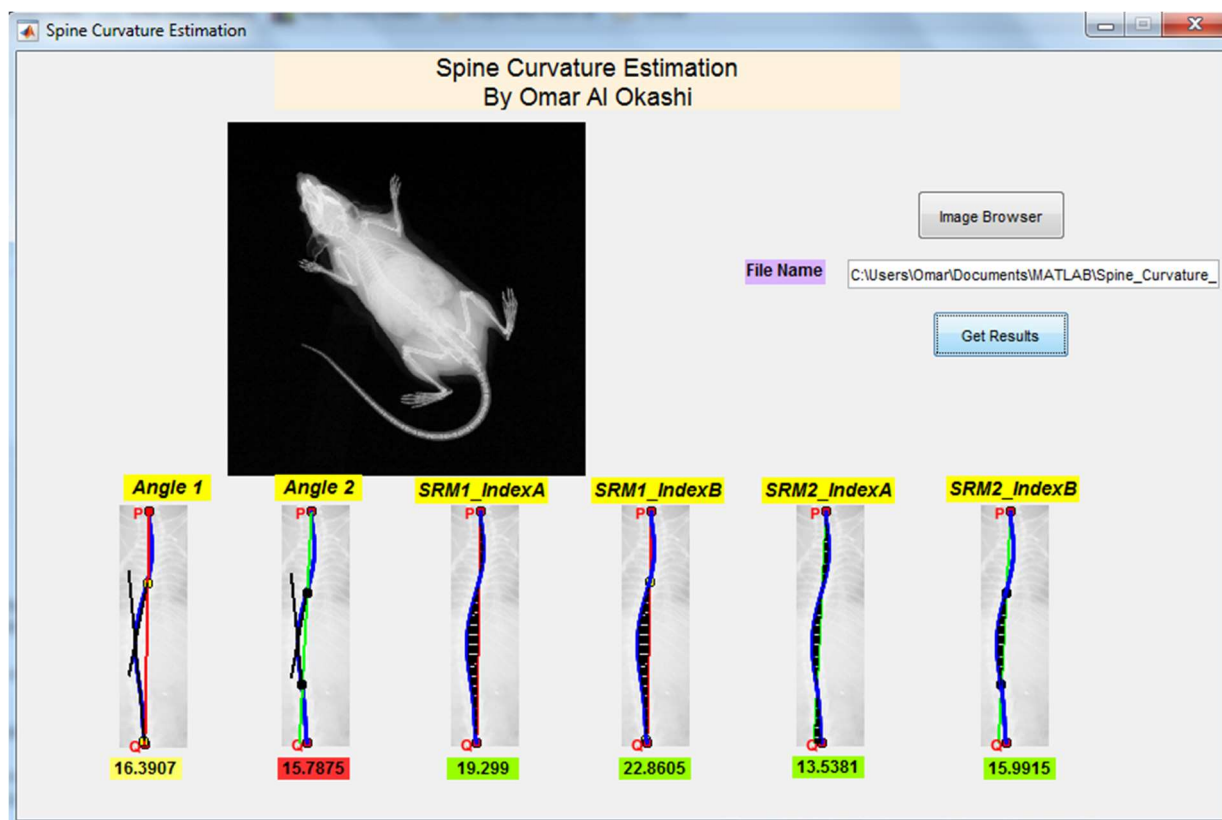 Spine Curvature Estimation
Spine Curvature Estimation
By Omar Al Okashi
Image Browser
File Name
C:\Users\Omar\Documents\MATLAB\Spine_Curvature_
Get Results
Angle 1
Angle 2
SRM1_IndexA
SRM1_IndexB
SRM2_IndexA
SRM2_IndexB
P
P
P
P
P
P
Q
Q
Q
Q
Q
Q
16.3907
15.7875
19.299
22.8605
13.5381
15.9915